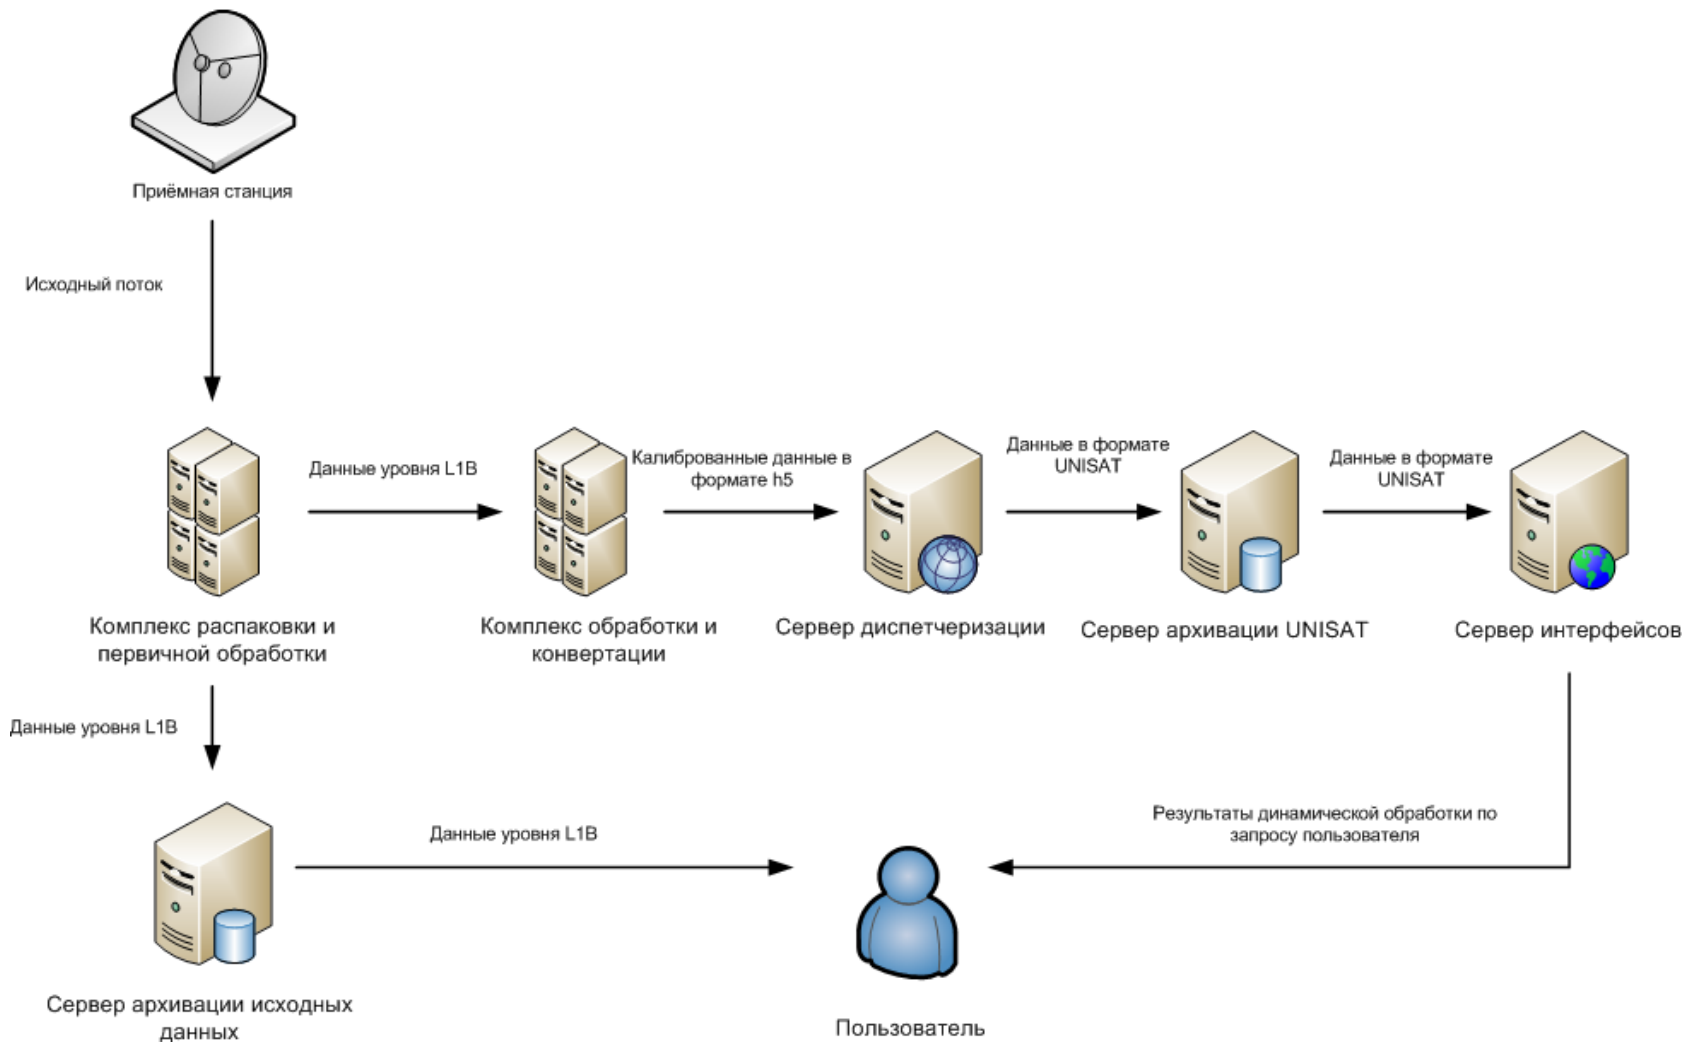 Приёмная станция
Исходный поток
Данные уровня L1B
Калиброванные данные в
формате h5
Данные в формате
UNISAT
Данные в формате
UNISAT
Комплекс распаковки и
первичной обработки
Комплекс обработки и
конвертации
Сервер диспетчеризации
Сервер архивации UNISAT
Сервер интерфейсов
Данные уровня L1B
Данные уровня L1B
Результаты динамической обработки по
запросу пользователя
Сервер архивации исходных
данных
Пользователь